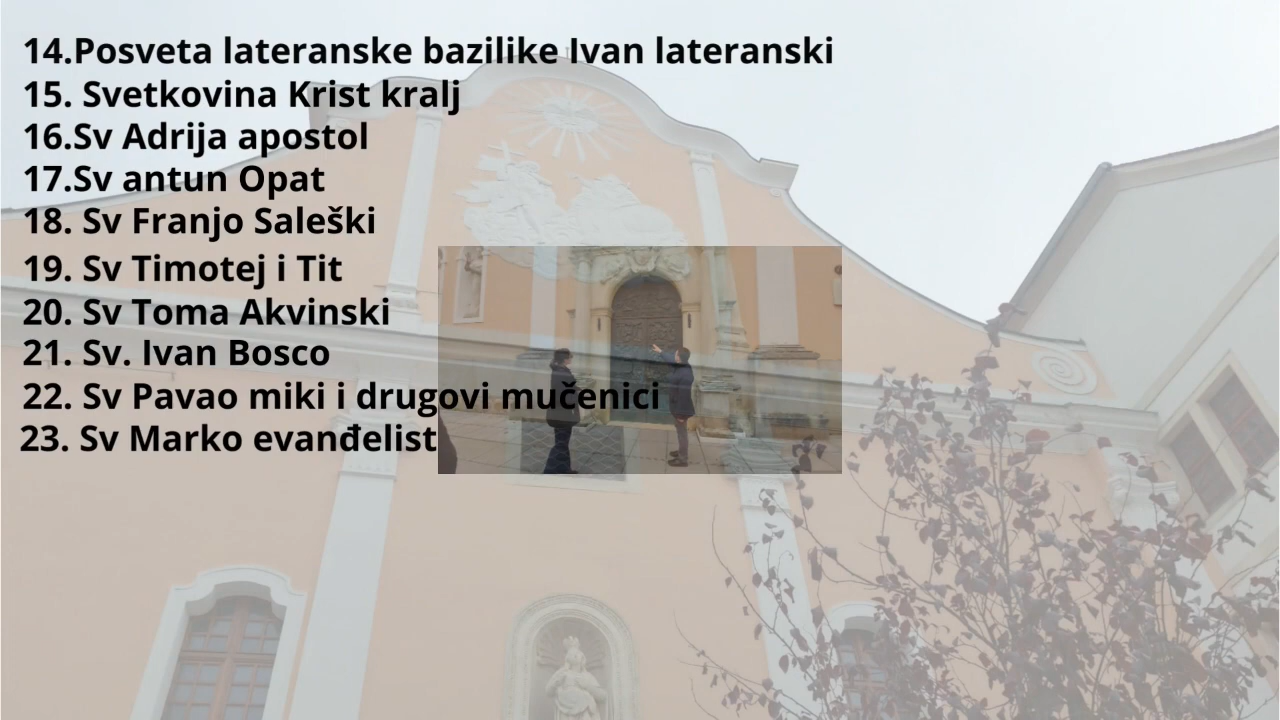 14.Posveta lateranske bazilike Ivan lateranski
15. Svetkovina Krist kralj
16.Sv Adrija apostol
17.Sv antun Opat
18. Sv Franjo Saleški
19. Sv Timotej i Tit
20. Sv Toma Akvinski
21. Sv. Ivan Bosco
22. Sv Pavao miki i drugovi mučenici
23. Sv Marko evanđelist